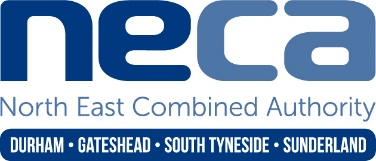 neca
North East Combined Authority
DURHAM • GATESHEAD • SOUTH TYNESIDE • SUNDERLAND